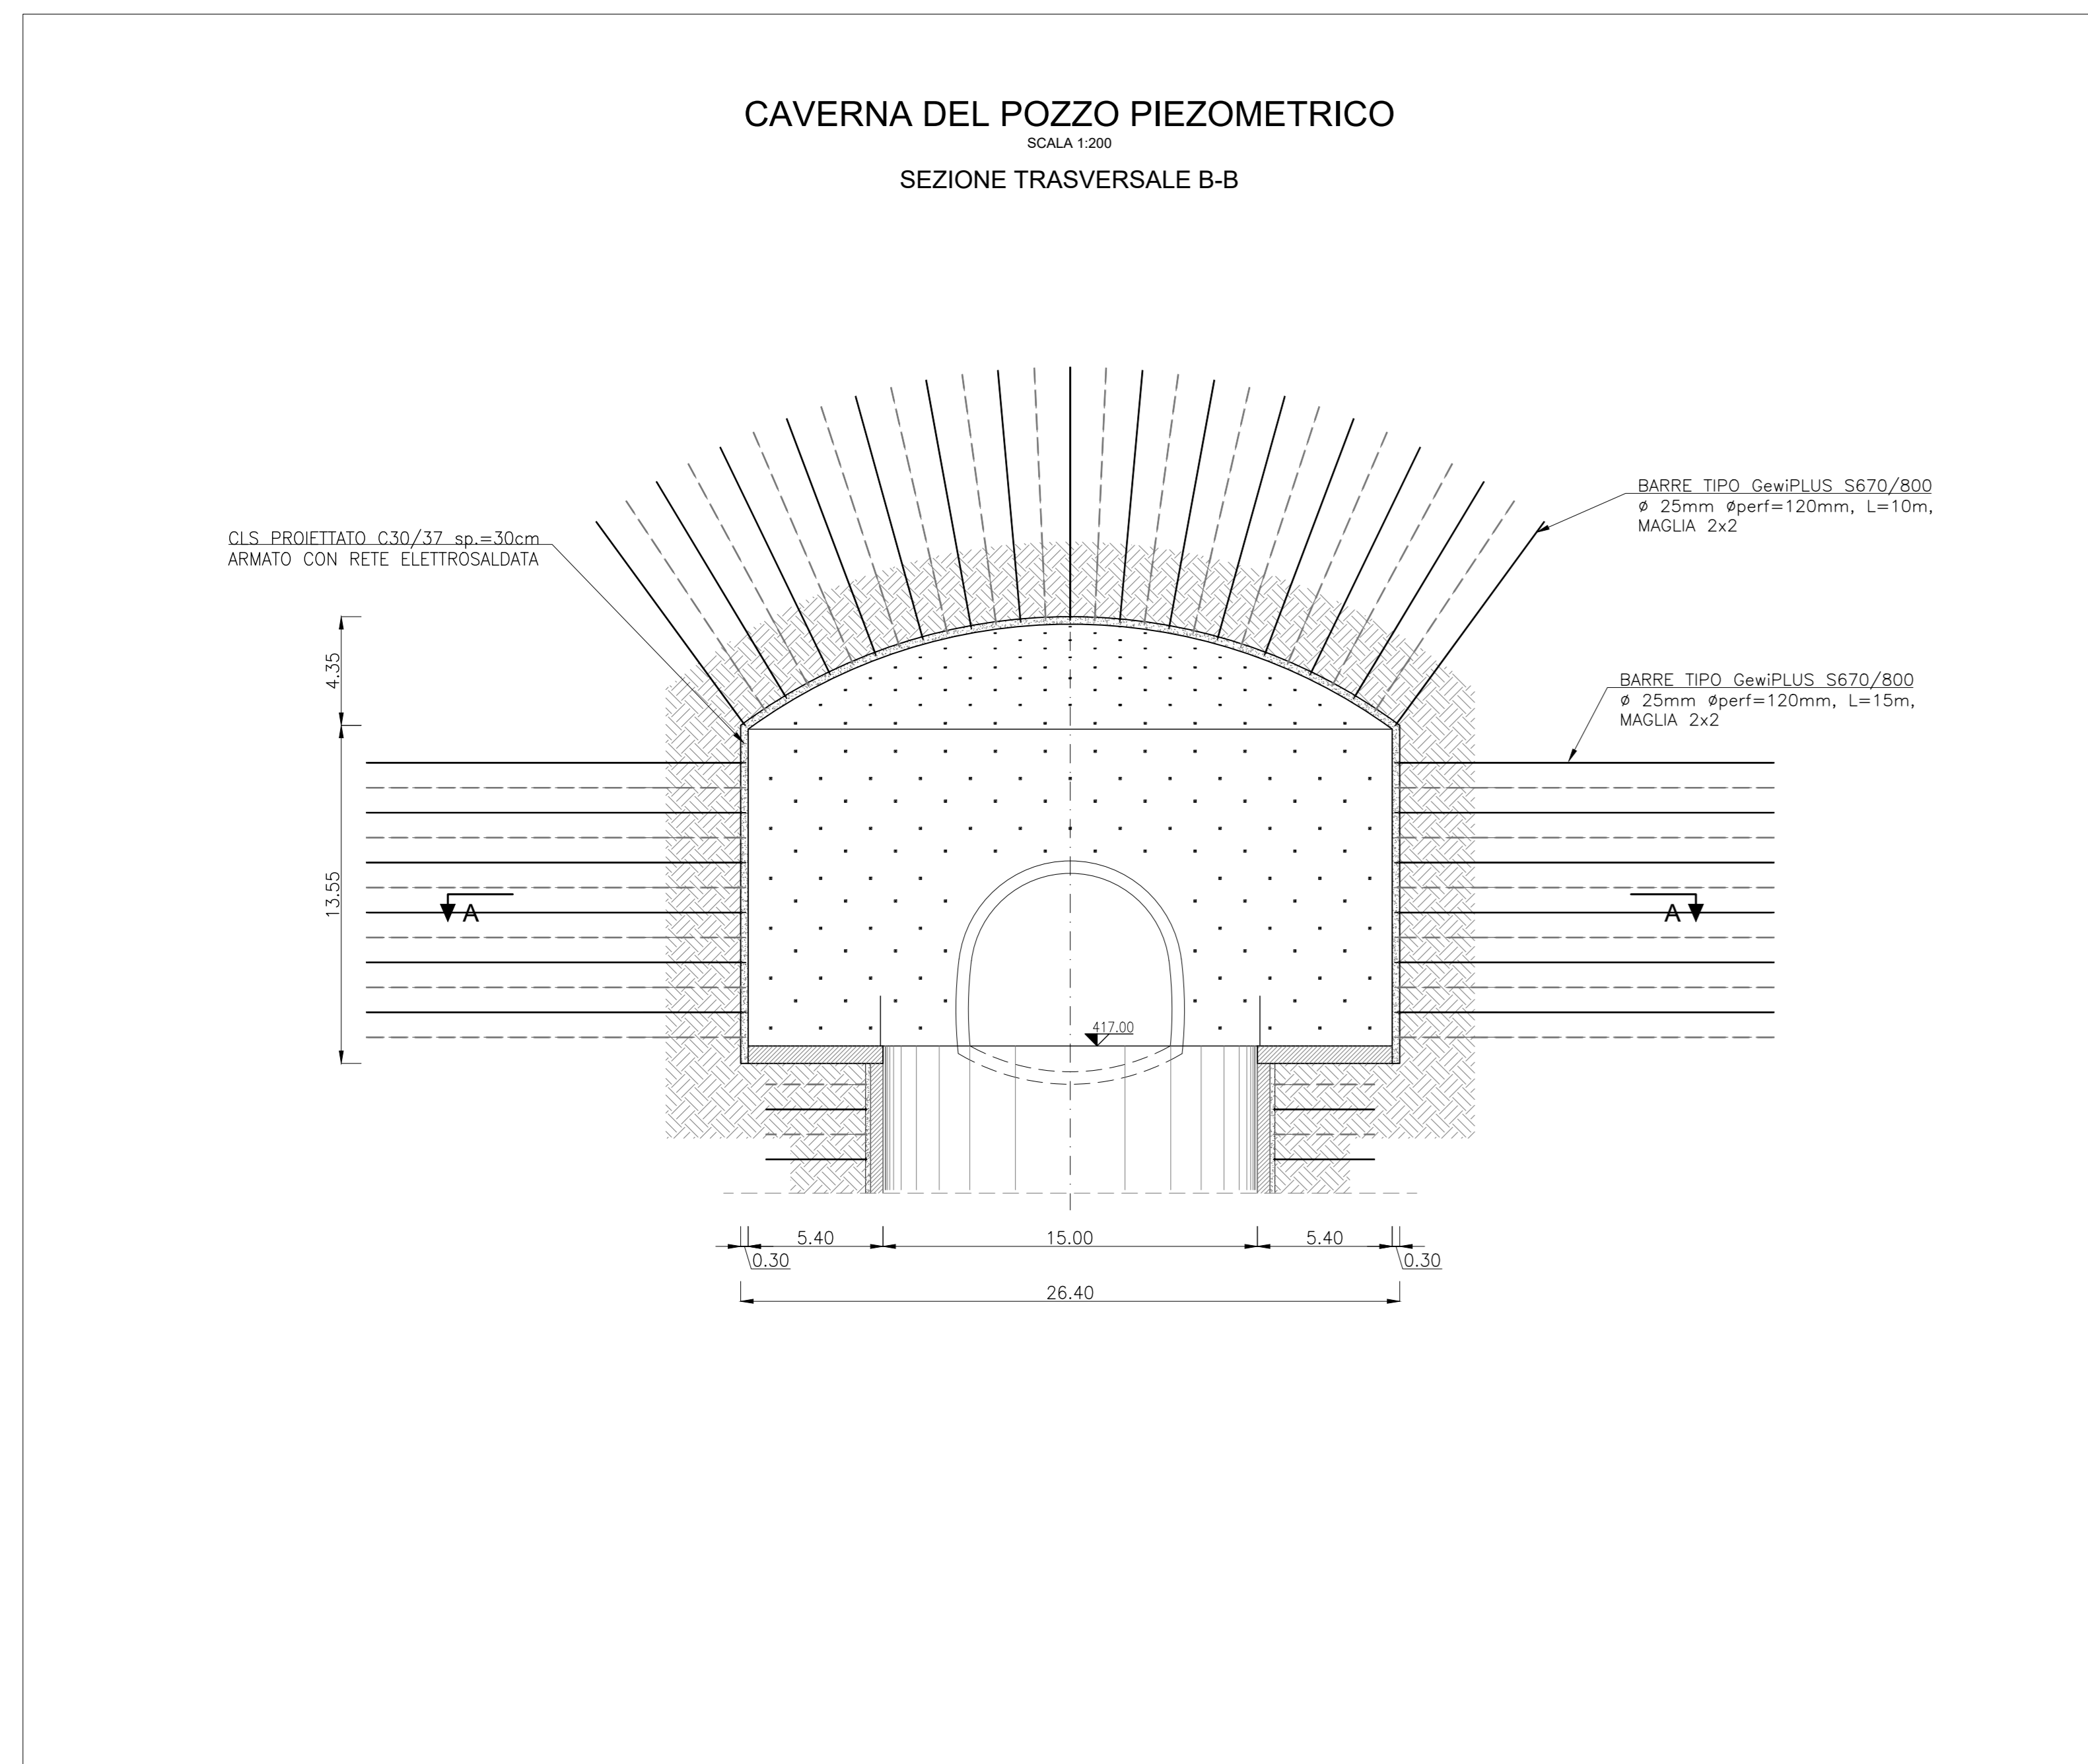 CAVERNA DEL POZZO PIEZOMETRICO
SCALA 1:200
SEZIONE TRASVERSALE B-B
BARRE TIPO GewiPLUS S670/800
ø 25mm øperf=120mm, L=10m,
MAGLIA 2x2
CLS PROIETTATO C30/37 sp.=30cm
ARMATO CON RETE ELETTROSALDATA
4.35
BARRE TIPO GewiPLUS S670/800
ø 25mm øperf=120mm, L=15m,
MAGLIA 2x2
13.55
A
A
417.00
5.40
15.00
5.40
0.30
0.30
26.40